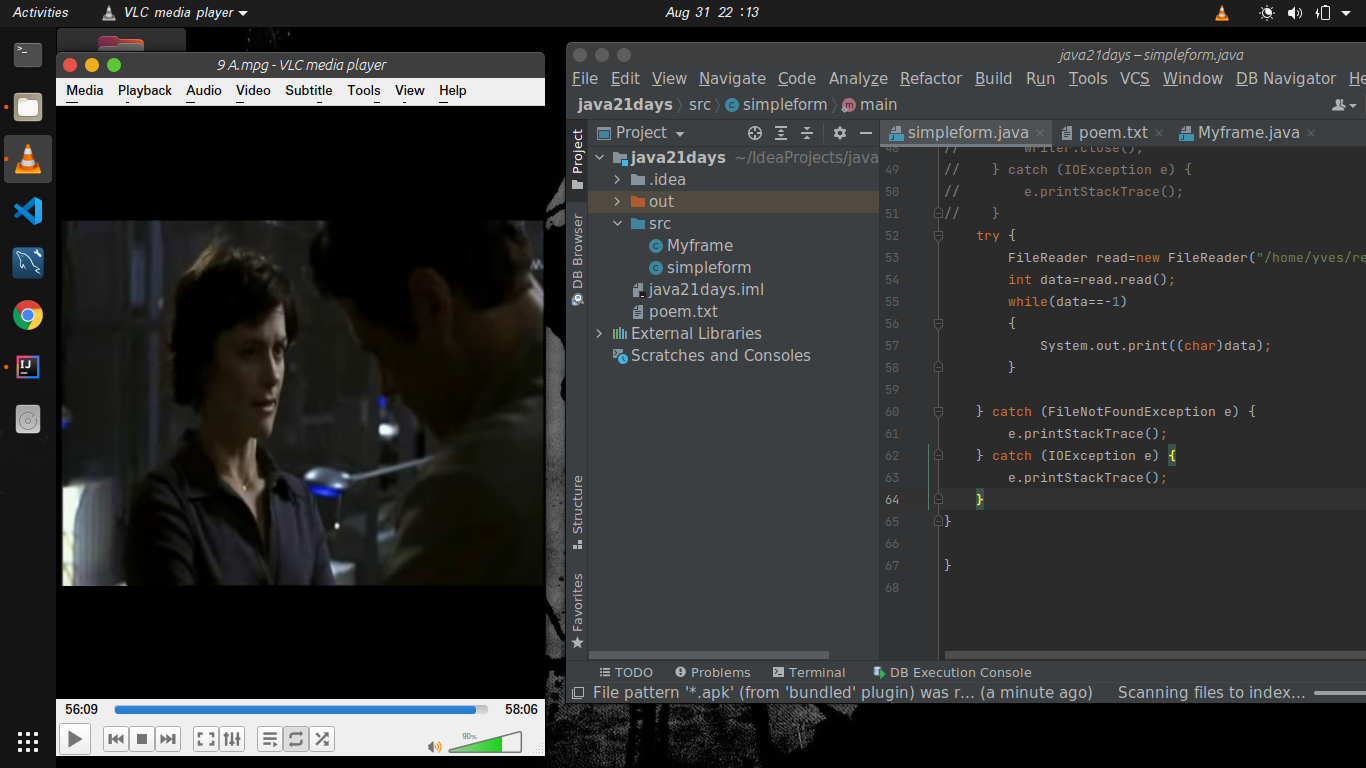 Activities
VLC media player
Aug 31 22 :13
9 A.mpg - VLC media player
Media Playback Audio Video Subtitle Tools View Help
56:09
58:06
90%
java21days – simpleform.java
File Edit View Navigate Code Analyze Refactor Build Run Tools VCS Window DB Navigator He
java21days src simpleform main
Project
simpleform.java poem.txt Myframe.java
Project
DB Browser
Structure
Favorites
java21days ~/IdeaProjects/java
.idea
out
src
Myframe
simpleform
java21days.iml
poem.txt
External Libraries
Scratches and Consoles
48 // writer.close();
49 // } catch (IOException e) {
50 // e.printStackTrace();
51 // }
52 try {
53 FileReader read=new FileReader("/home/yves/re
54 int data=read.read();
55 while(data==-1)
56 {
57 System.out.print((char)data);
58 }
59
60 } catch (FileNotFoundException e) {
61 e.printStackTrace();
62 } catch (IOException e) {
63 e.printStackTrace();
64 }
65 }
66
67 }
68
TODO Problems Terminal DB Execution Console
File pattern '*.apk' (from 'bundled' plugin) was r... (a minute ago) Scanning files to index...